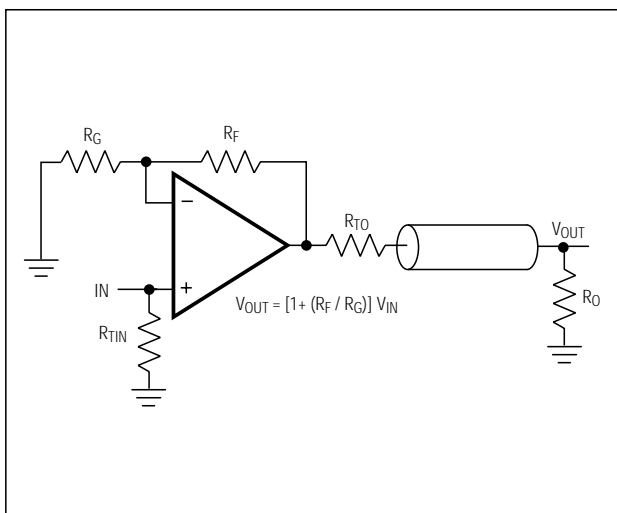 RG
RF
RTO
VOUT
IN
VOUT = [1+ (RF / RG)] VIN
RO
RTIN